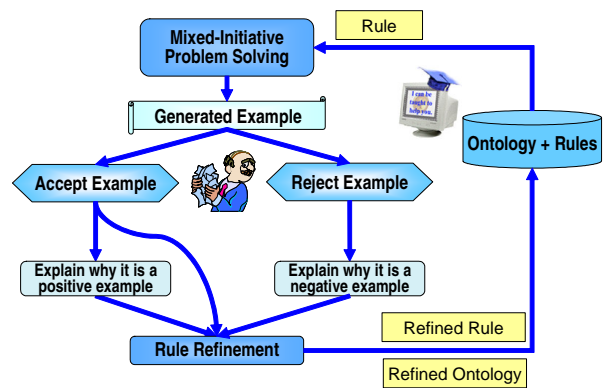 Rule
Mixed-Initiative
Problem Solving
I can be
taught to
help you.
Generated Example
Ontology + Rules
Accept Example
Reject Example
Explain why it is a
positive example
Explain why it is a
negative example
Refined Rule
Rule Refinement
Refined Ontology